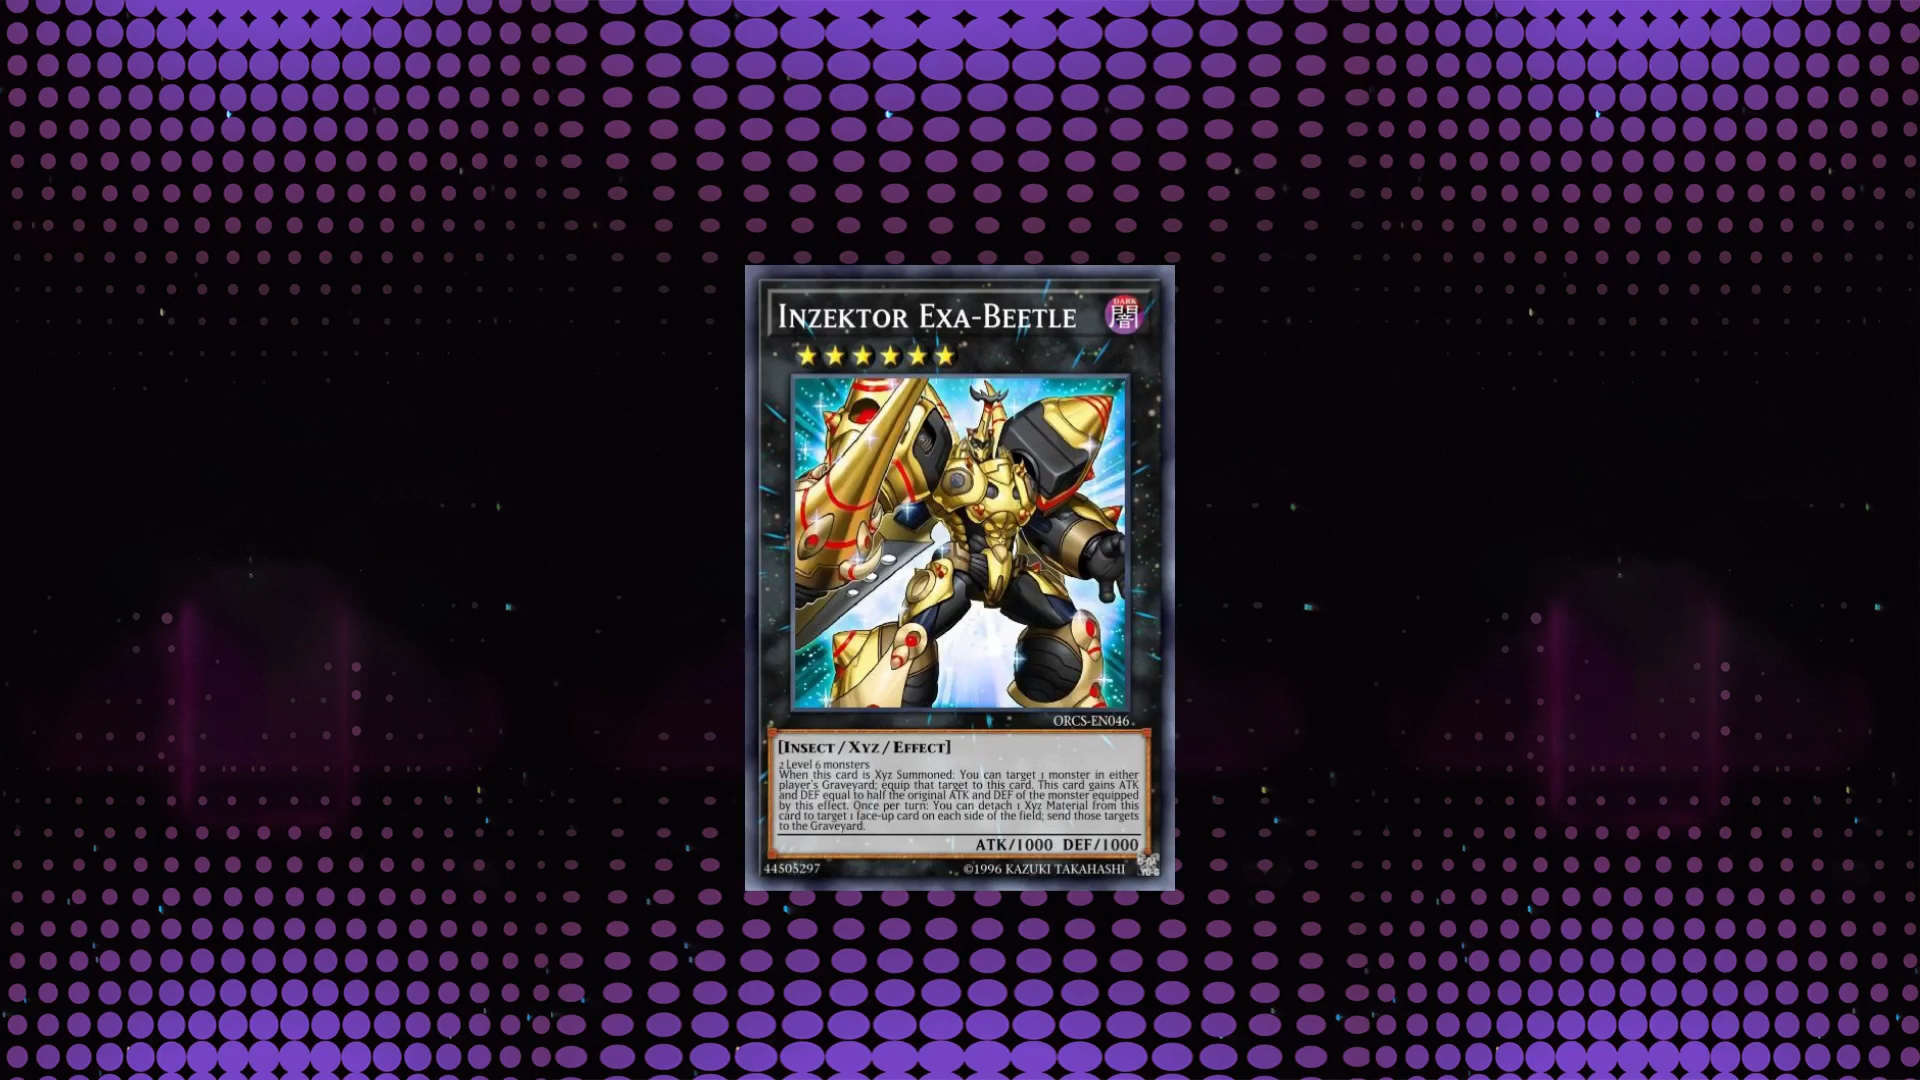 INZEKTOR EXA-BEETLE
DARK
闇
ORCS-EN046
[INSECT / XYZ / EFFECT]
2 Level 6 monsters
When this card is Xyz Summoned: You can target 1 monster in either
player's Graveyard; equip that target to this card. This card gains ATK
and DEF equal to half the original ATK and DEF of the monster equipped
by this effect. Once per turn: You can detach 1 Xyz Material from this
card to target 1 face-up card on each side of the field; send those targets
to the Graveyard.
ATK/1000 DEF/1000
44505297
©1996 KAZUKI TAKAHASHI